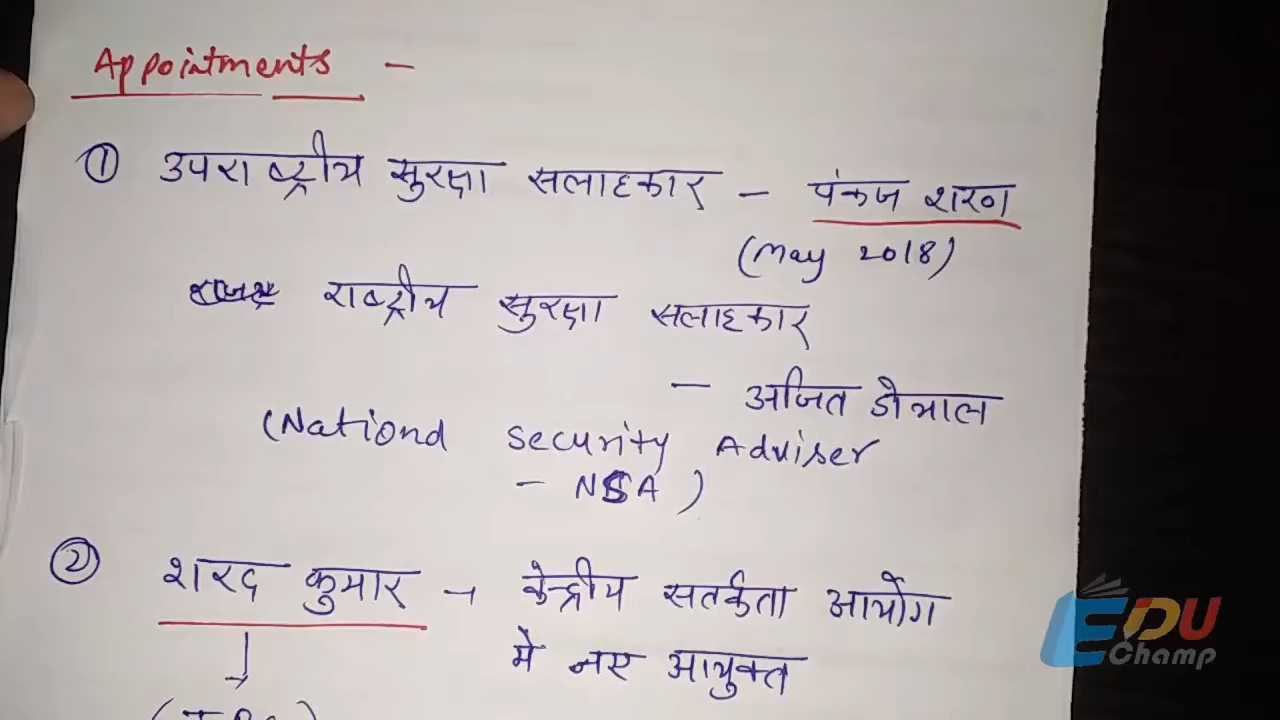 Appointments -
① उपराष्ट्रीय सुरक्षा सलाहकार - पंकज शरण
(May 2018)
राष्ट्रीय सुरक्षा सलाहकार
- अजित डोभाल
(Nationd Security Adviser
- NSA)
② शरद कुमार → केन्द्रीय सतर्कता आयोग
मे नए आयुक्त
EDU
Champ